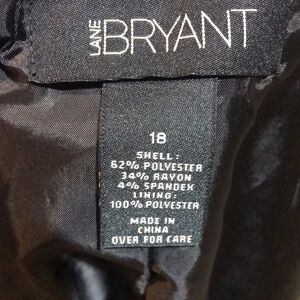 LANE BRYANT
18
SHELL:
62% POLYESTER
34% RAYON
4% SPANDEX
LINING:
100% POLYESTER
MADE IN
CHINA
OVER FOR CARE